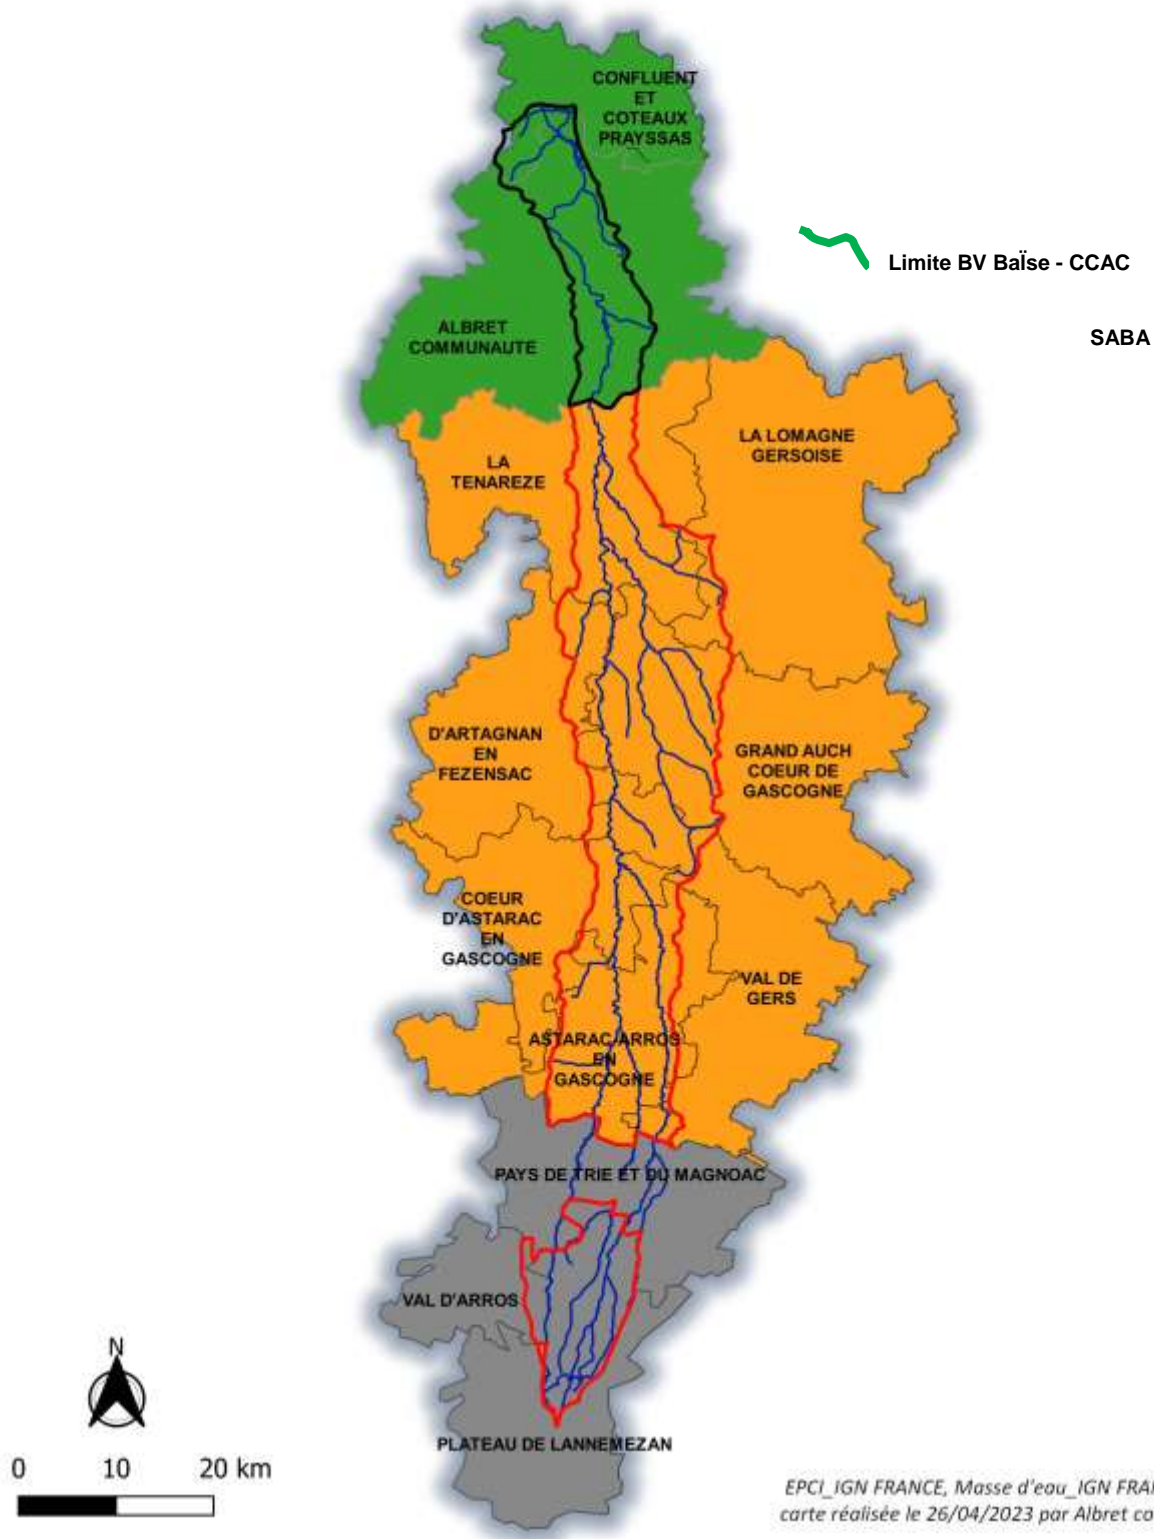 CONFLUENT
ET
COTEAUX
PRAYSSAS
Limite BV BaÏse - CCAC
SABA
ALBRET
COMMUNAUTE
LA LOMAGNE
GERSOISE
LA
TENAREZE
D'ARTAGNAN
EN
FEZENSAC
GRAND AUCH
COEUR DE
GASCOGNE
COEUR
D'ASTARAC
EN
GASCOGNE
VAL DE
GERS
ASTARAC ARROS
EN
GASCOGNE
PAYS DE TRIE ET DU MAGNOAC
VAL D'ARROS
N
PLATEAU DE LANNEMEZAN
0 10 20 km
EPCI_IGN FRANCE, Masse d'eau_IGN FRA
carte réalisée le 26/04/2023 par Albret co